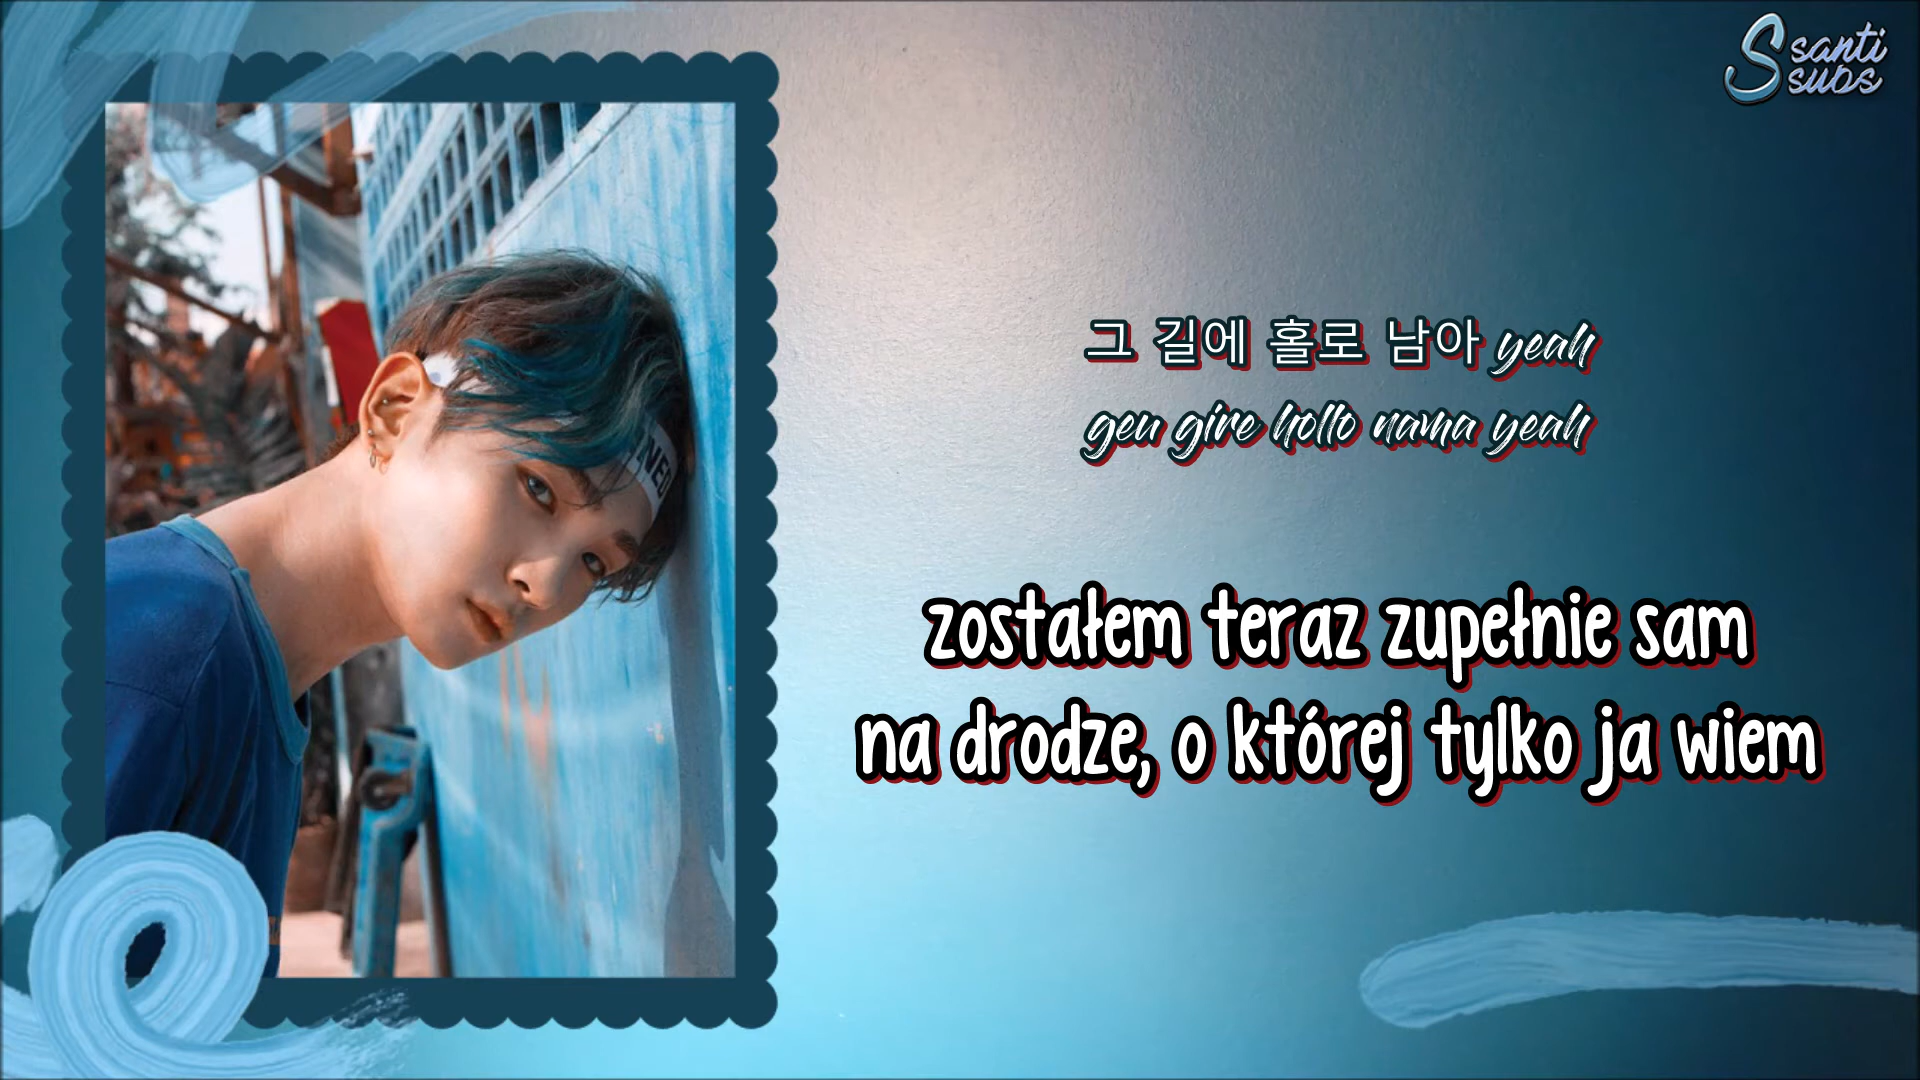 Ssanti
subs
그 길에 홀로 남아 yeah
geu gire hollo nama yeah
zostałem teraz zupełnie sam
na drodze, o której tylko ja wiem